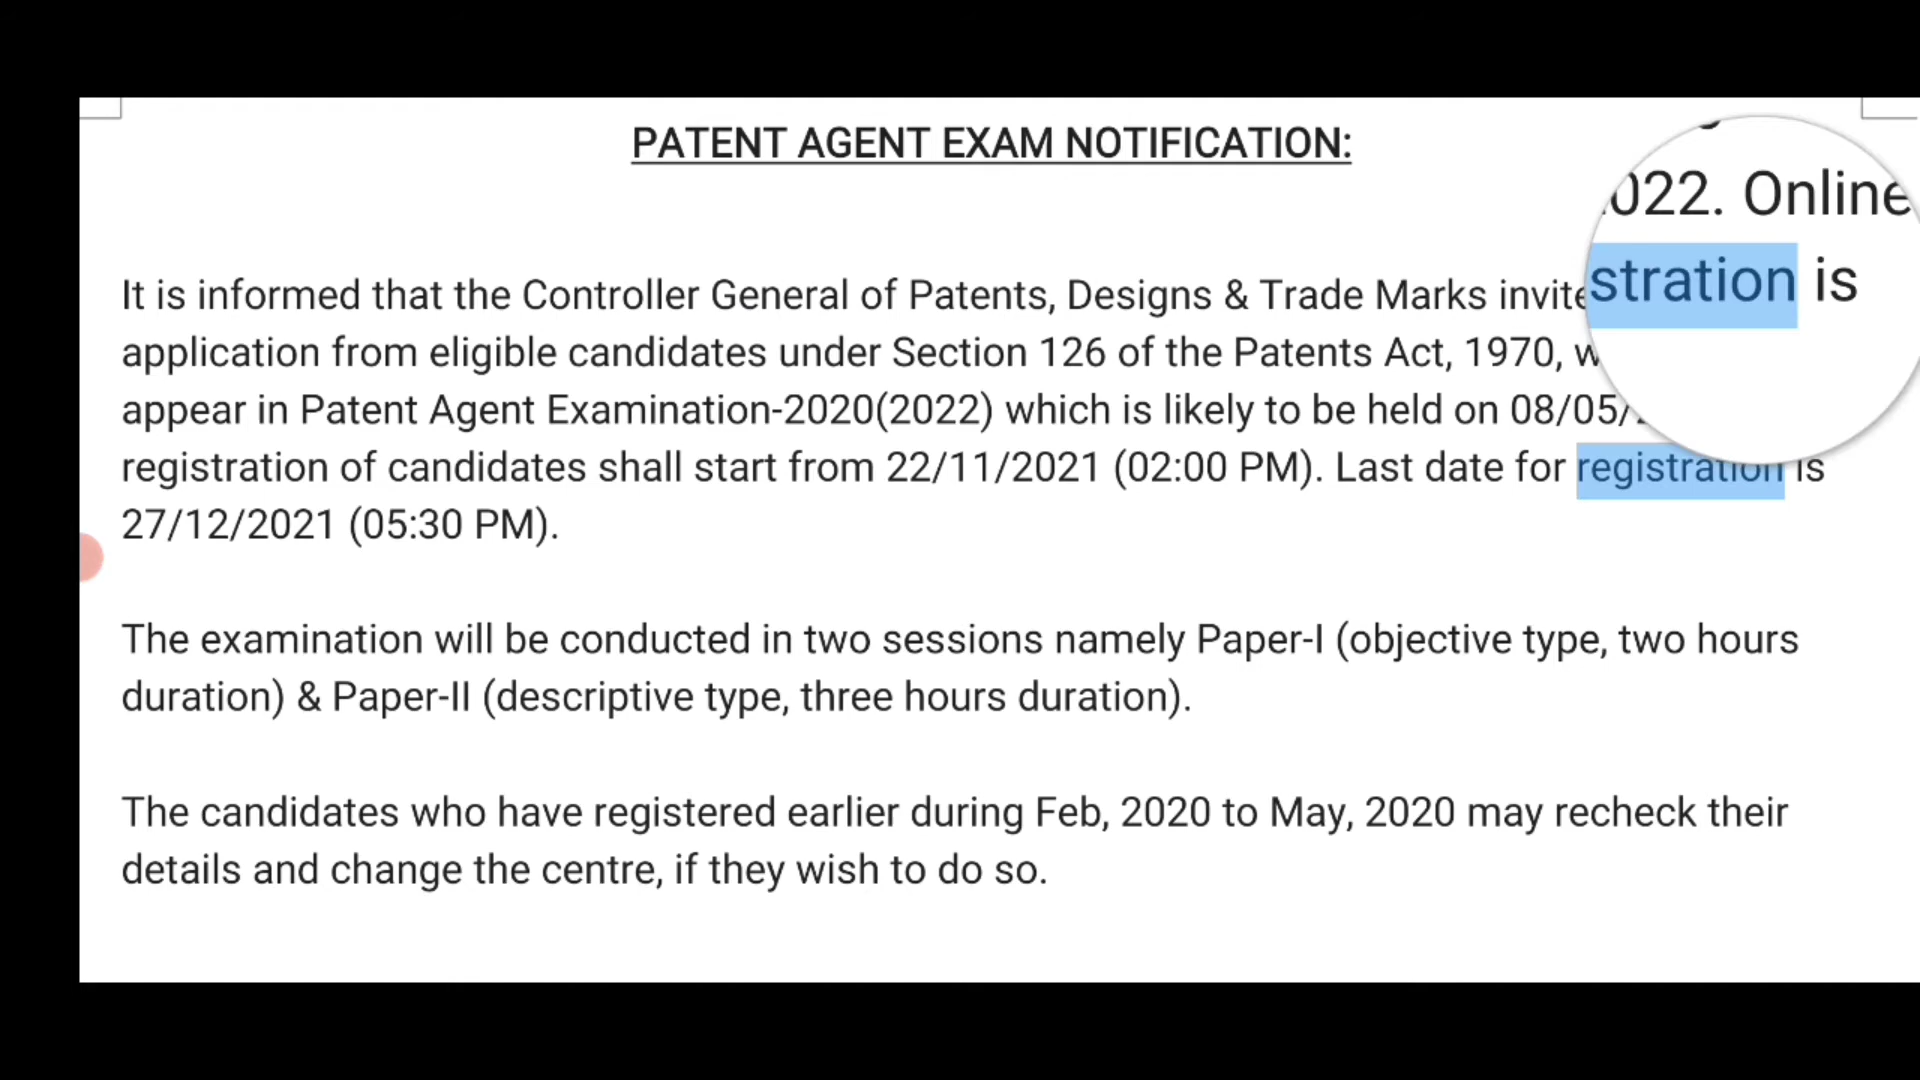 PATENT AGENT EXAM NOTIFICATION:
022. Online
stration is
It is informed that the Controller General of Patents, Designs & Trade Marks invite
application from eligible candidates under Section 126 of the Patents Act, 1970,
appear in Patent Agent Examination-2020(2022) which is likely to be held on 08/05/
registration of candidates shall start from 22/11/2021 (02:00 PM). Last date for registration is
27/12/2021 (05:30 PM).
The examination will be conducted in two sessions namely Paper-I (objective type, two hours
duration) & Paper-II (descriptive type, three hours duration).
The candidates who have registered earlier during Feb, 2020 to May, 2020 may recheck their
details and change the centre, if they wish to do so.